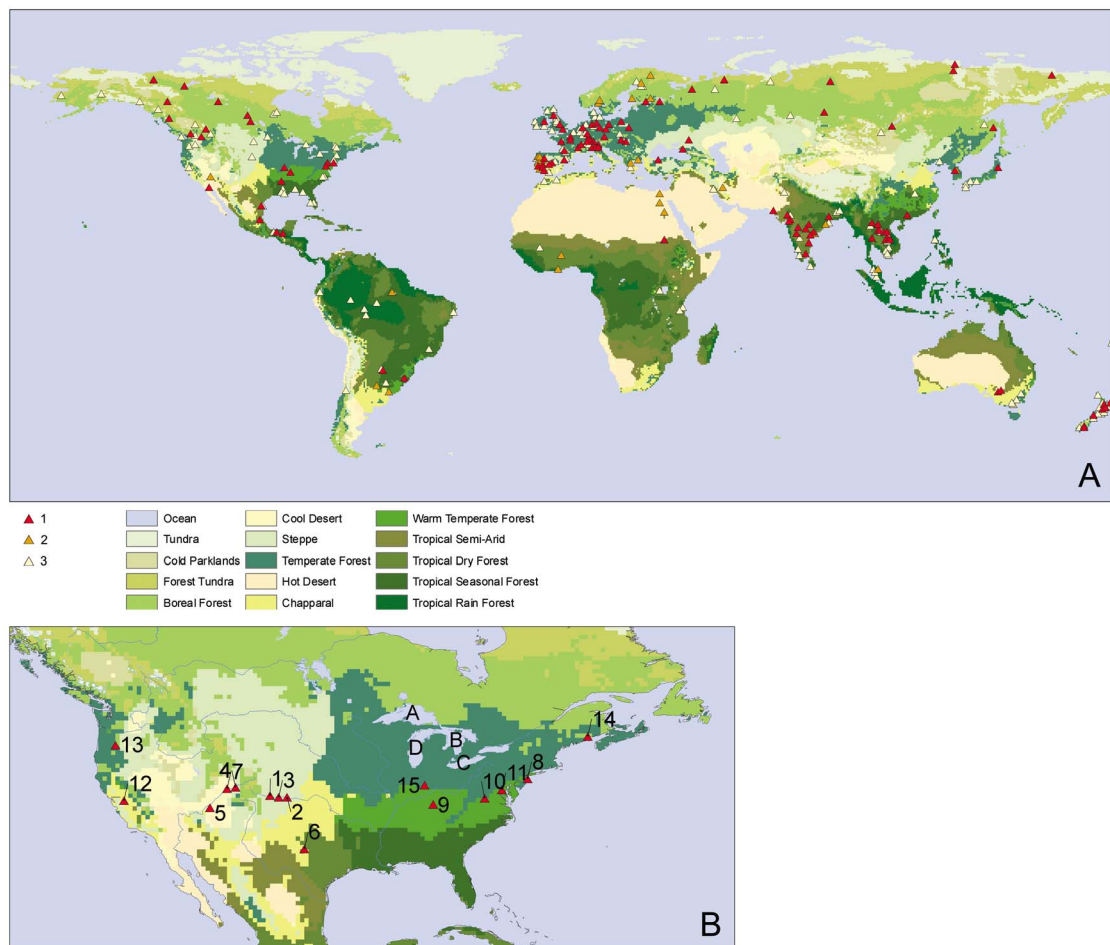 A
1 Ocean Cool Desert Warm Temperate Forest
2 Tundra Steppe Tropical Semi-Arid
3 Cold Parklands Temperate Forest Tropical Dry Forest
Forest Tundra Hot Desert Tropical Seasonal Forest
Boreal Forest Chapparal Tropical Rain Forest
A
14
D B
13 C
47 13 15 10 11 8
12 5 2 9
6
B